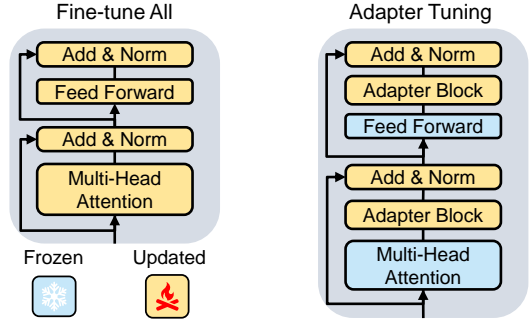 Fine-tune All
Add & Norm
Feed Forward
Add & Norm
Multi-Head
Attention
Frozen
Updated
Adapter Tuning
Add & Norm
Adapter Block
Feed Forward
Add & Norm
Adapter Block
Multi-Head
Attention